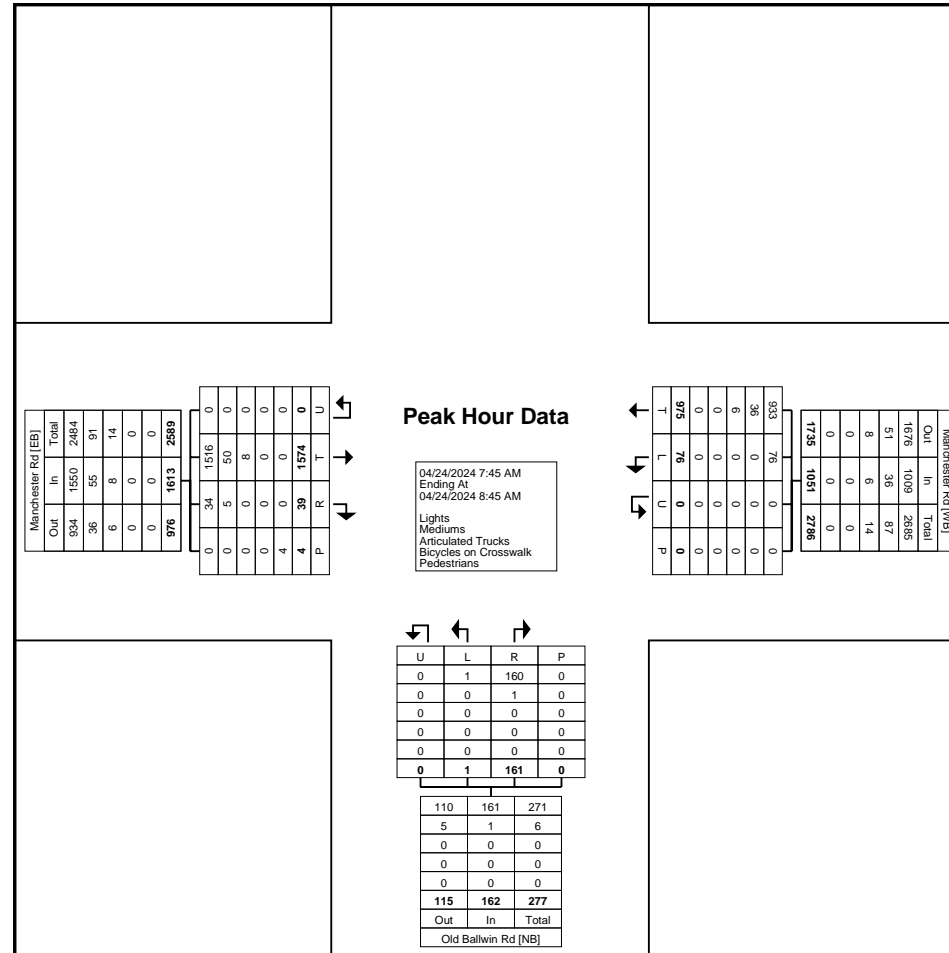 Peak Hour Data
04/24/2024 7:45 AM
Ending At
04/24/2024 8:45 AM
Lights
Mediums
Articulated Trucks
Bicycles on Crosswalk
Pedestrians
Manchester Rd [EB]
Out In Total
934 1550 2484
36 55 91
6 8 14
0 0 0
0 0 0
976 1613 2589
0 34 1516 0
0 5 50 0
0 0 8 0
0 0 0 0
4 0 0 0
4 39 1574 0
P R T U
Manchester Rd [WB]
Out In Total
1676 1009 2685
51 36 87
8 6 14
0 0 0
0 0 0
1735 1051 2786
933 76 0 0
36 0 0 0
6 0 0 0
0 0 0 0
0 0 0 0
975 76 0 0
T L U P
U L R P
0 1 160 0
0 0 1 0
0 0 0 0
0 0 0 0
0 0 0 0
0 1 161 0
110 161 271
5 1 6
0 0 0
0 0 0
0 0 0
115 162 277
Out In Total
Old Ballwin Rd [NB]